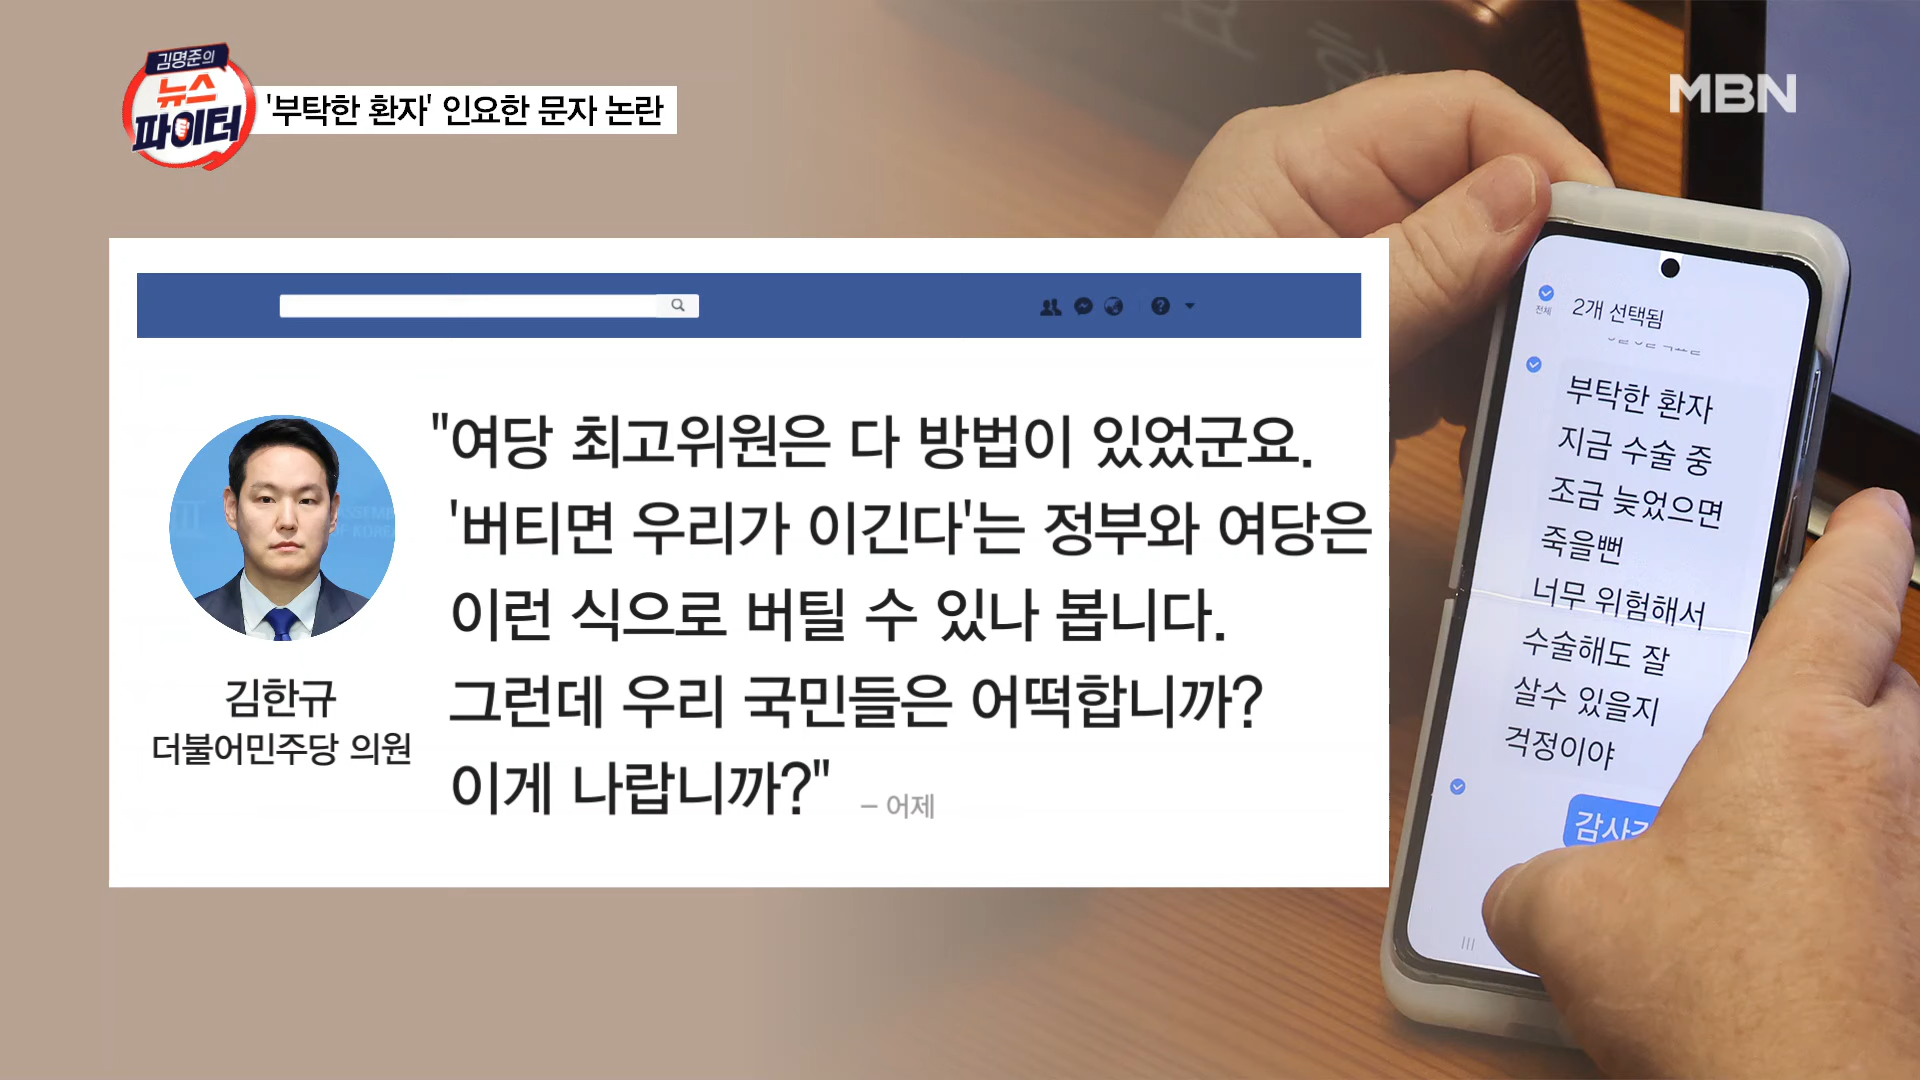 김명준의
뉴스
파이터
'부탁한 환자' 인요한 문자 논란
MBN
"여당 최고위원은 다 방법이 있었군요.
'버티면 우리가 이긴다'는 정부와 여당은
이런 식으로 버틸 수 있나 봅니다.
그런데 우리 국민들은 어떡합니까?
이게 나랍니까?"
– 어제
김한규
더불어민주당 의원
전체
2개 선택됨
부탁한 환자
지금 수술 중
조금 늦었으면
죽을뻔
너무 위험해서
수술해도 잘
살수 있을지
걱정이야
감사